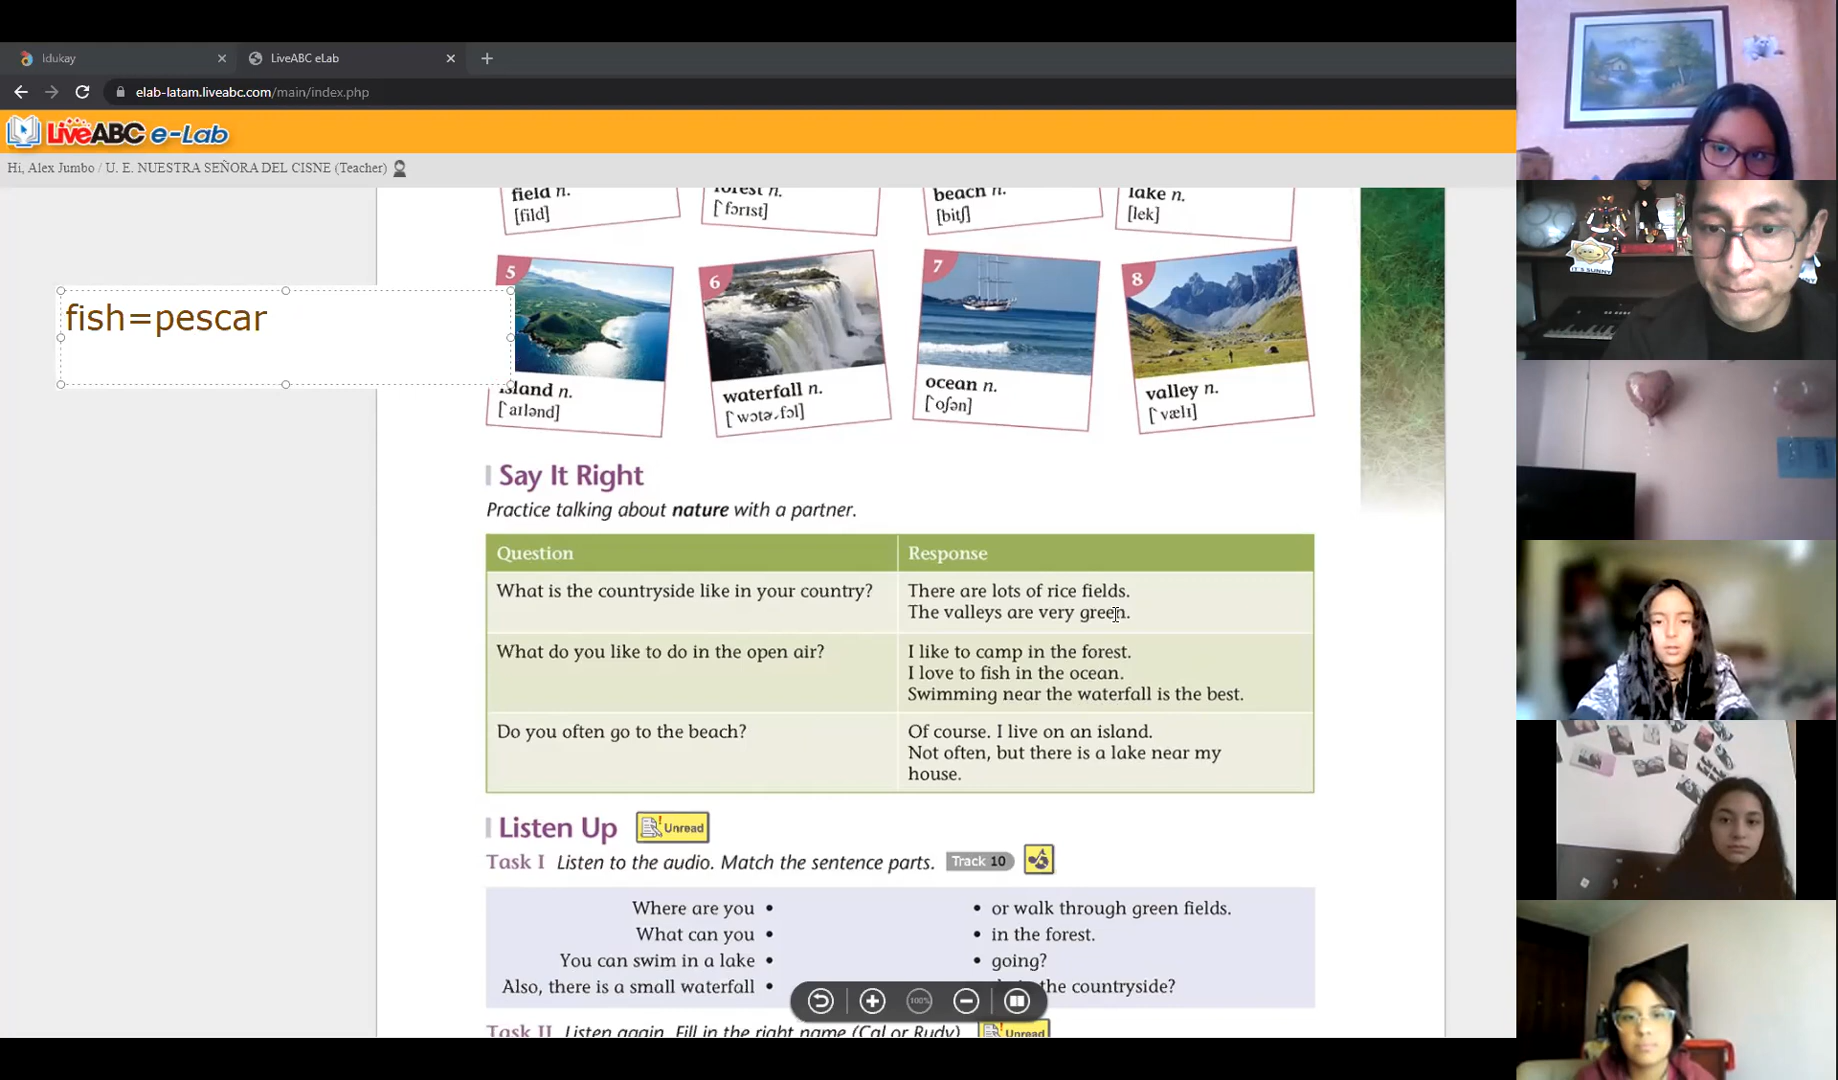 Idukay
LiveABC eLab
elab-latam.liveabc.com/main/index.php
LiveABC e-Lab
Hi, Alex Jumbo / U. E. NUESTRA SEÑORA DEL CISNE (Teacher)
field n.
forest n.
beach n.
lake n.
[fild]
[ˋfɔrɪst]
[bitʃ]
[lek]
fish=pescar
5
6
7
8
island n.
waterfall n.
ocean n.
valley n.
[ˋaɪlənd]
[ˋwɔtɚˌfɔl]
[ˋoʃən]
[ˋvælɪ]
IT'S SUNNY
Say It Right
Practice talking about nature with a partner.
Question
Response
What is the countryside like in your country?
There are lots of rice fields.
The valleys are very green.
What do you like to do in the open air?
I like to camp in the forest.
I love to fish in the ocean.
Swimming near the waterfall is the best.
Do you often go to the beach?
Of course. I live on an island.
Not often, but there is a lake near my
house.
Listen Up
Unread
Task I Listen to the audio. Match the sentence parts. Track 10
Where are you •
• or walk through green fields.
What can you •
• in the forest.
You can swim in a lake •
• going?
Also, there is a small waterfall •
the countryside?
100%
Task II Listen again. Fill in the right name (Cal or Rudy)
Unread